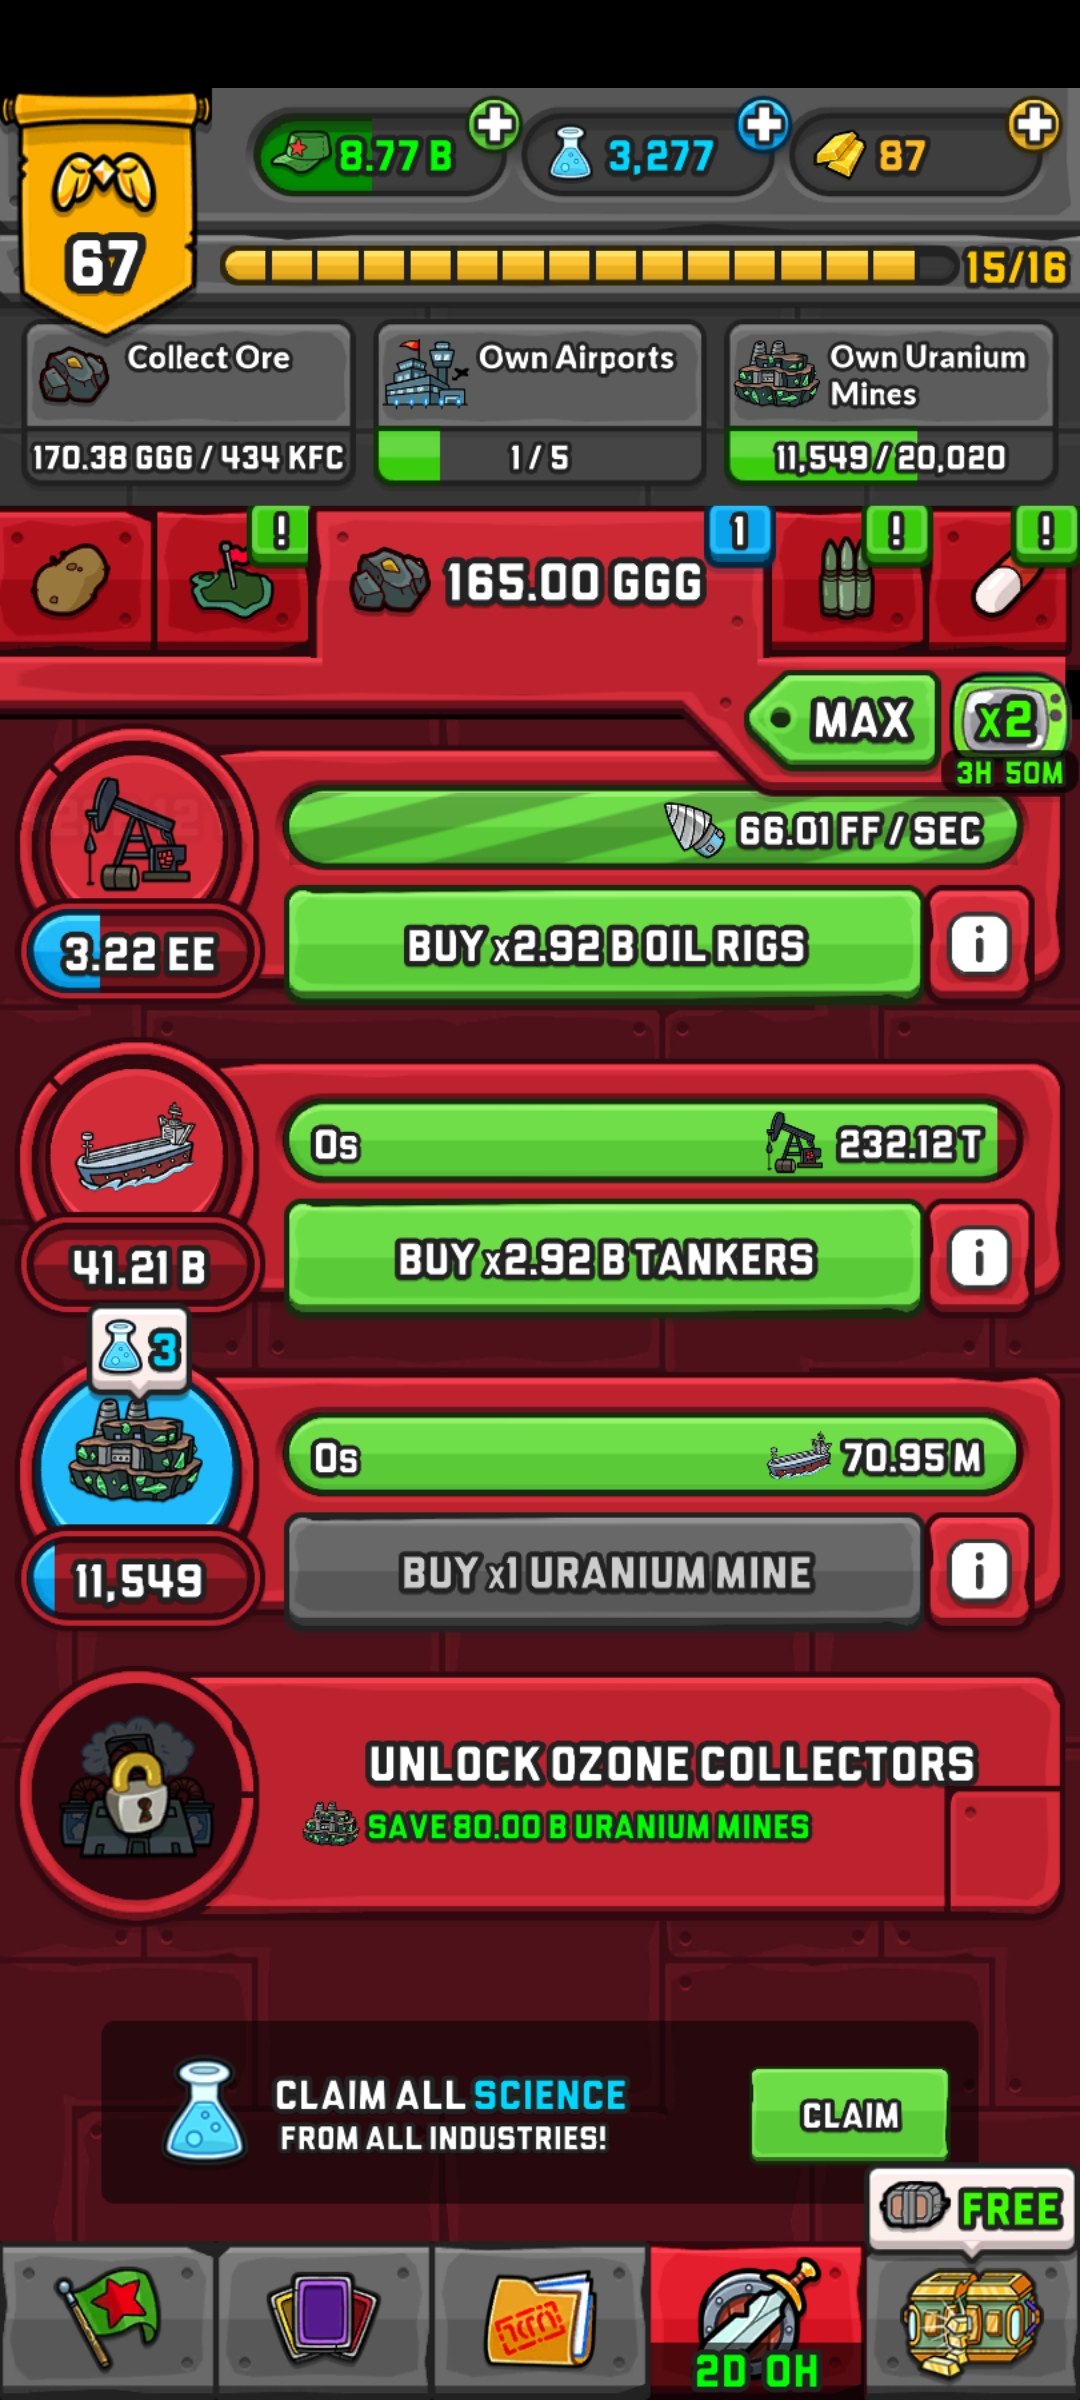 8.77 B
3,277
87
67
15/16
Collect Ore
170.38 GGG / 434 KFC
Own Airports
1 / 5
Own Uranium
Mines
11,549 / 20,020
!
165.00 GGG
1
!
!
MAX
x2
3H 50M
66.01 FF / SEC
3.22 EE
BUY x2.92 B OIL RIGS
i
0s
232.12 T
41.21 B
BUY x2.92 B TANKERS
i
3
0s
70.95 M
11,549
BUY x1 URANIUM MINE
i
UNLOCK OZONE COLLECTORS
SAVE 80.00 B URANIUM MINES
CLAIM ALL SCIENCE
FROM ALL INDUSTRIES!
CLAIM
FREE
2D 0H